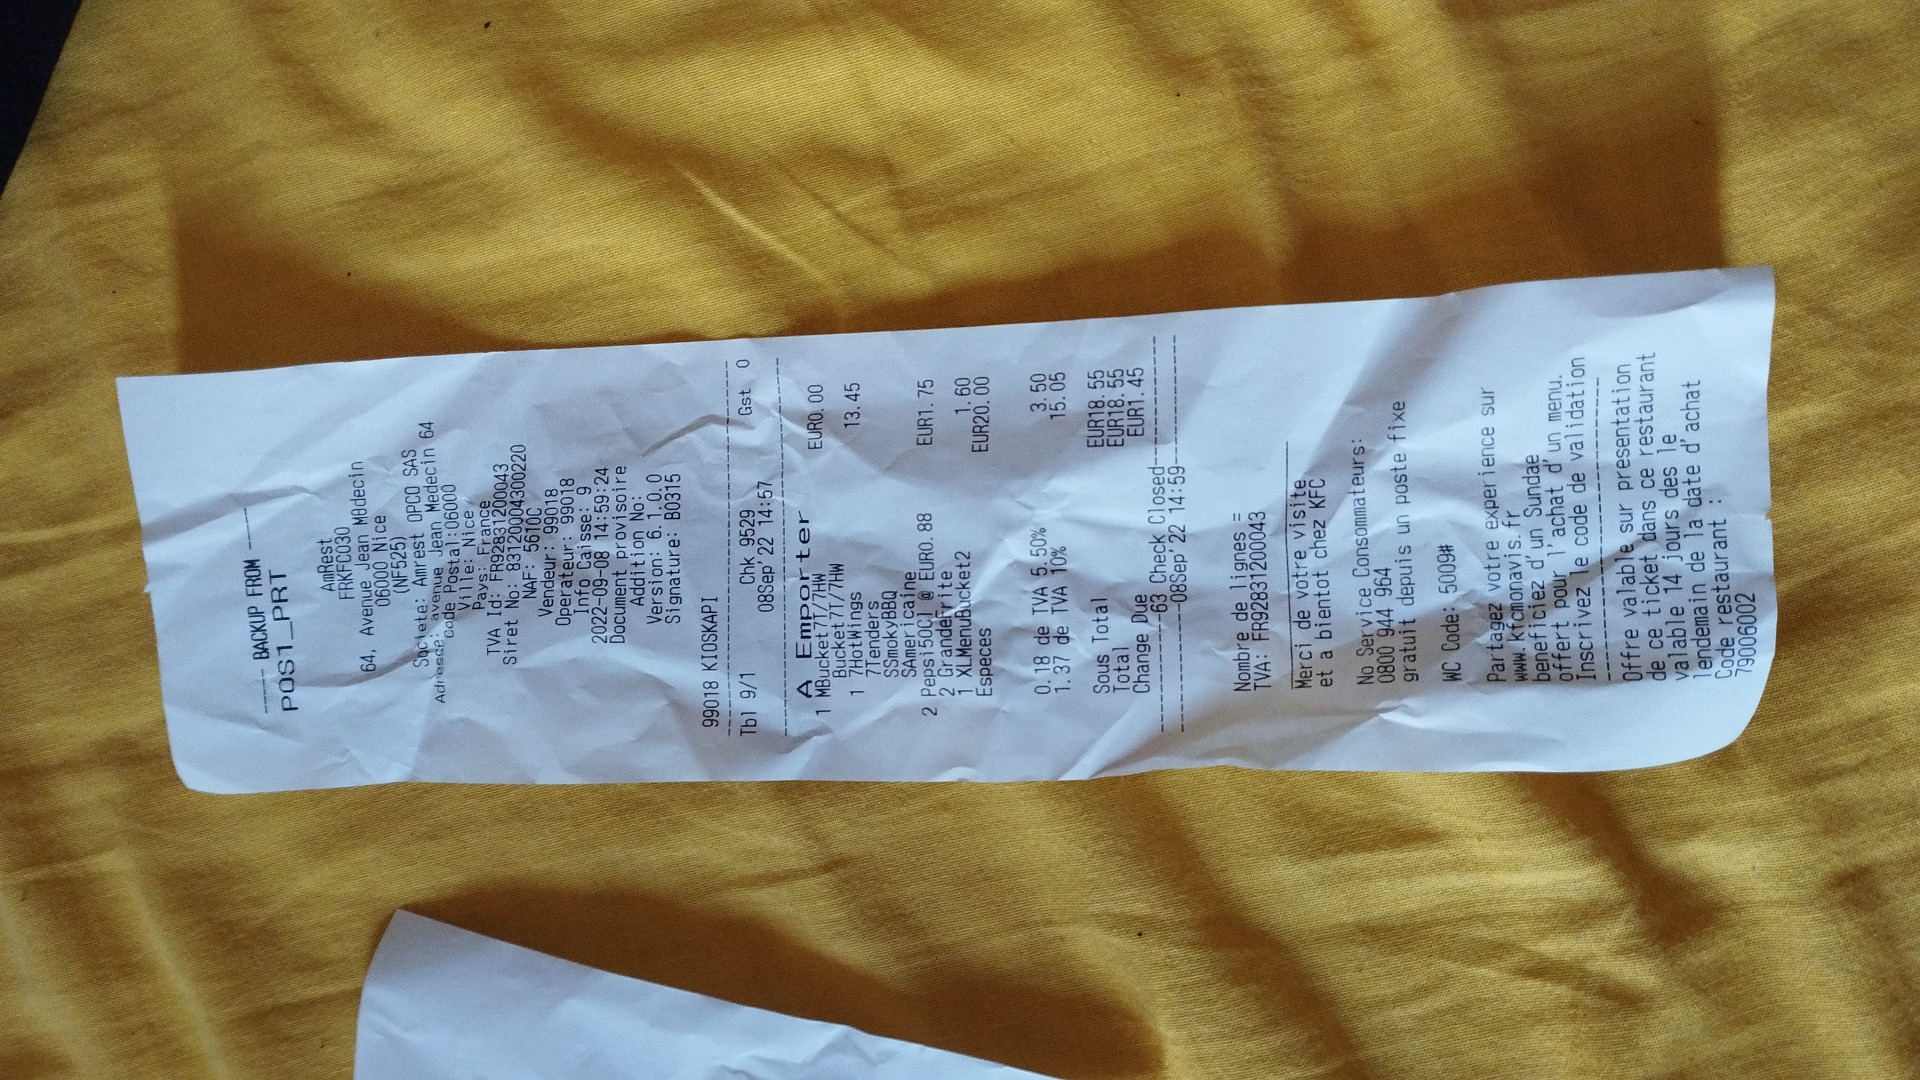 ---- BACKUP FROM ----
POS1_PRT
AmRest
FRKFC030
64, Avenue Jean M0decin
06000 Nice
(NF525)
Societe: Amrest OPCO SAS
Adresse: avenue Jean Medecin 64
Code Postal:06000
Ville: Nice
Pays: France
TVA Id: FR92831200043
Siret No: 83120004300220
NAF: 5610C
Vendeur: 99018
Operateur: 99018
Info Caisse: 9
2022-09-08 14:59:24
Document provisoire
Addition No:
Version: 6.1.0.0
Signature: B0315
99018 KIOSKAPI
Tbl 9/1 Chk 9529 Gst 0
08Sep'22 14:57
A Emporter
1 MBucket7T/7HW EUR0.00
Bucket7T/7HW
1 7HotWings 13.45
7Tenders
SSmokyBBQ
SAmericaine
2 Pepsi50Cl @ EUR0.88 EUR1.75
2 Grandefrite
1 XLMenuBucket2 1.60
Especes EUR20.00
0.18 de TVA 5.50% 3.50
1.37 de TVA 10% 15.05
Sous Total EUR18.55
Total EUR18.55
Change Due EUR1.45
63 Check Closed
08Sep'22 14:59
Nombre de lignes =
TVA: FR92831200043
Merci de votre visite
et a bientot chez KFC
No Service Consommateurs:
0800 944 964
gratuit depuis un poste fixe
WC Code: 5009#
Partagez votre experience sur
www.kfcmonavis.fr
beneficiez d'un Sundae
offert pour l'achat d'un menu.
Inscrivez le code de validation
Offre valable sur presentation
de ce ticket dans ce restaurant
valable 14 jours des le
lendemain de la date d'achat
Code restaurant :
79006002